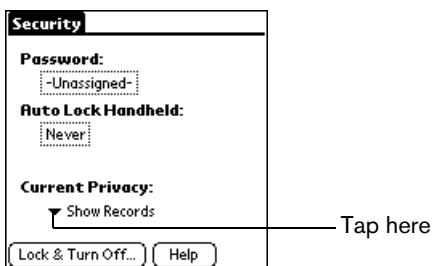 Security
Password:
-Unassigned-
Auto Lock Handheld:
Never
Current Privacy:
Show Records
Tap here
Lock & Turn Off... Help